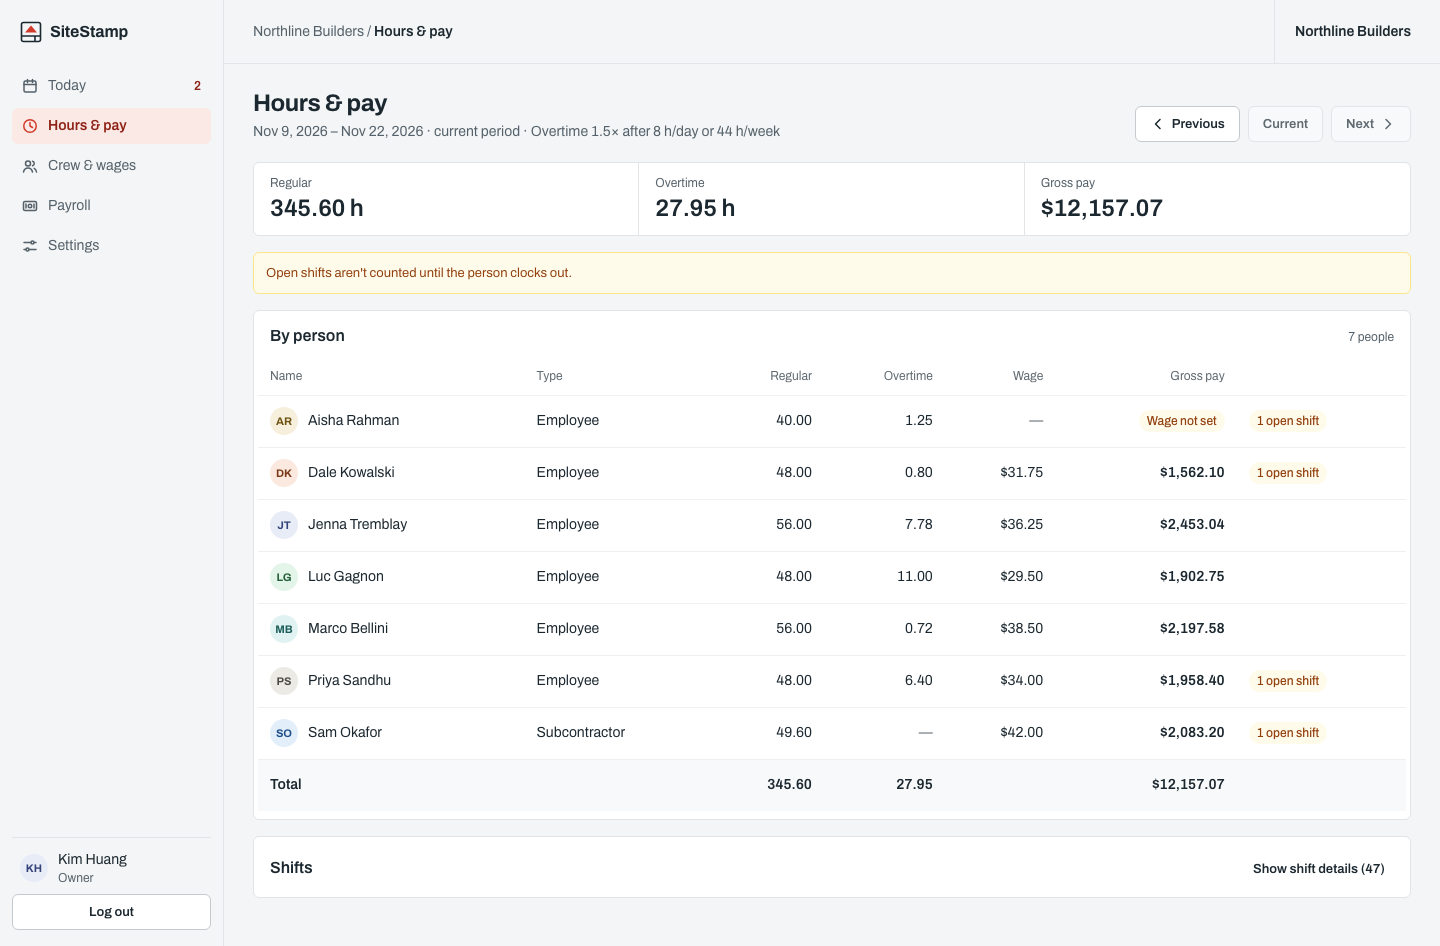 SiteStamp
Northline Builders / Hours & pay
Northline Builders
Today 2
Hours & pay
Crew & wages
Payroll
Settings
Hours & pay
Nov 9, 2026 – Nov 22, 2026 · current period · Overtime 1.5× after 8 h/day or 44 h/week
Previous
Current
Next
Regular
345.60 h
Overtime
27.95 h
Gross pay
$12,157.07
Open shifts aren't counted until the person clocks out.
By person
7 people
Name Type Regular Overtime Wage Gross pay
AR Aisha Rahman Employee 40.00 1.25 — Wage not set 1 open shift
DK Dale Kowalski Employee 48.00 0.80 $31.75 $1,562.10 1 open shift
JT Jenna Tremblay Employee 56.00 7.78 $36.25 $2,453.04
LG Luc Gagnon Employee 48.00 11.00 $29.50 $1,902.75
MB Marco Bellini Employee 56.00 0.72 $38.50 $2,197.58
PS Priya Sandhu Employee 48.00 6.40 $34.00 $1,958.40 1 open shift
SO Sam Okafor Subcontractor 49.60 — $42.00 $2,083.20 1 open shift
Total 345.60 27.95 $12,157.07
Shifts
Show shift details (47)
KH Kim Huang
Owner
Log out